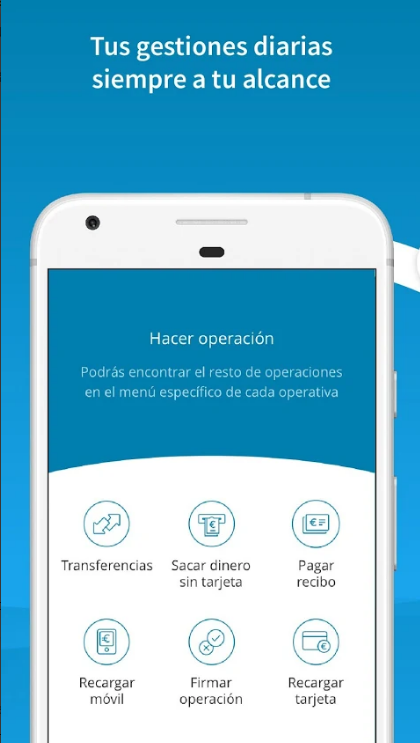 Tus gestiones diarias
siempre a tu alcance
Hacer operación
Podrás encontrar el resto de operaciones
en el menú específico de cada operativa
Transferencias
Sacar dinero
sin tarjeta
Pagar
recibo
Recargar
móvil
Firmar
operación
Recargar
tarjeta